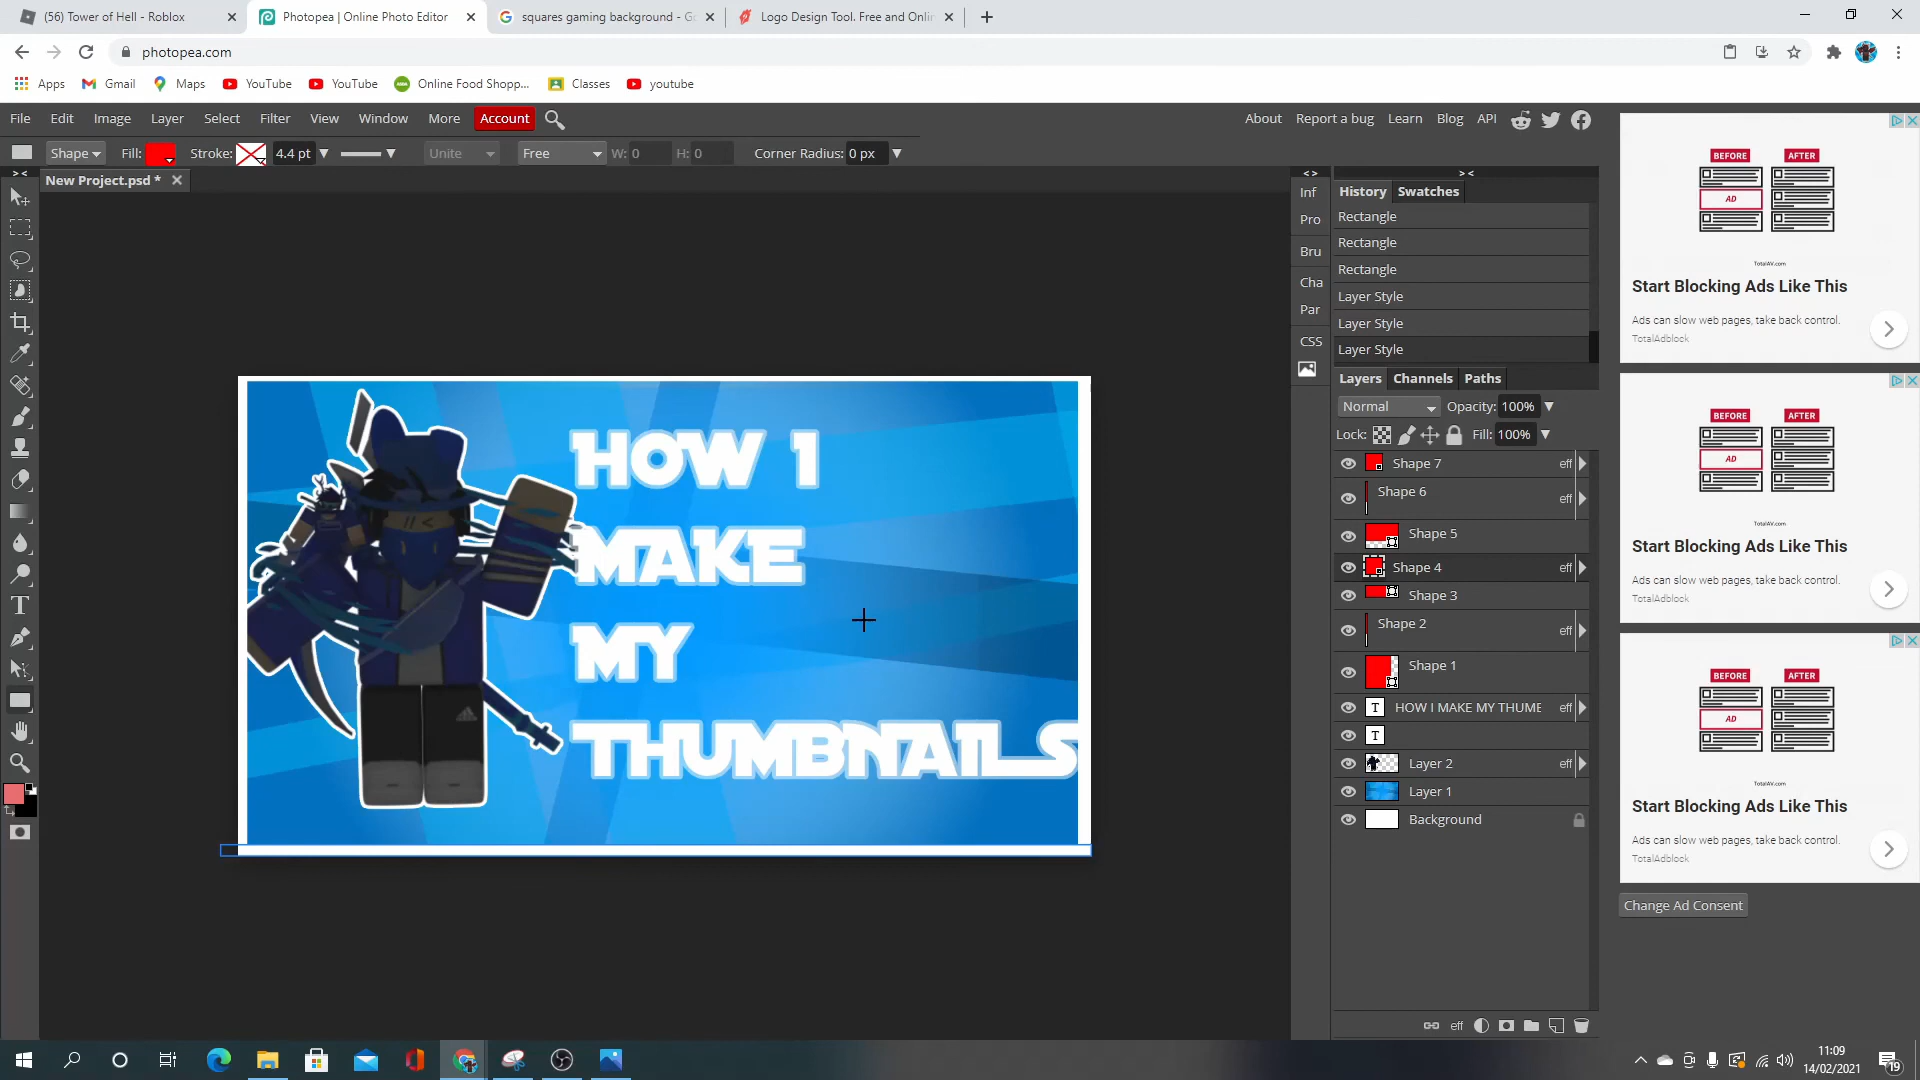 (56) Tower of Hell - Roblox
Photopea | Online Photo Editor
squares gaming background - G
Logo Design Tool. Free and Onlin
photopea.com
Apps
Gmail
Maps
YouTube
YouTube
Online Food Shopp...
Classes
youtube
File Edit Image Layer Select Filter View Window More Account
About Report a bug Learn Blog API
Shape Fill: Stroke: 4.4 pt Unite Free W: 0 H: 0 Corner Radius: 0 px
New Project.psd *
HOW I
MAKE
MY
THUMBNAILS
Inf
Pro
Bru
Cha
Par
CSS
History Swatches
Rectangle
Rectangle
Rectangle
Layer Style
Layer Style
Layer Style
Layers Channels Paths
Normal Opacity: 100%
Lock: Fill: 100%
Shape 7 eff
Shape 6 eff
Shape 5
Shape 4 eff
Shape 3
Shape 2 eff
Shape 1
HOW I MAKE MY THUME eff
Layer 2 eff
Layer 1
Background
eff
BEFORE AFTER
AD
TotalAV.com
Start Blocking Ads Like This
Ads can slow web pages, take back control.
TotalAdblock
BEFORE AFTER
AD
TotalAV.com
Start Blocking Ads Like This
Ads can slow web pages, take back control.
TotalAdblock
BEFORE AFTER
AD
TotalAV.com
Start Blocking Ads Like This
Ads can slow web pages, take back control.
TotalAdblock
Change Ad Consent
11:09
14/02/2021
19